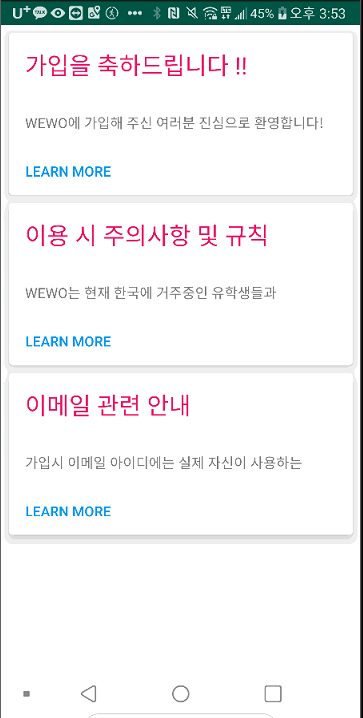 U+ 45% 오후 3:53
가입을 축하드립니다 !!
WEWO에 가입해 주신 여러분 진심으로 환영합니다!
LEARN MORE
이용 시 주의사항 및 규칙
WEWO는 현재 한국에 거주중인 유학생들과
LEARN MORE
이메일 관련 안내
가입시 이메일 아이디에는 실제 자신이 사용하는
LEARN MORE